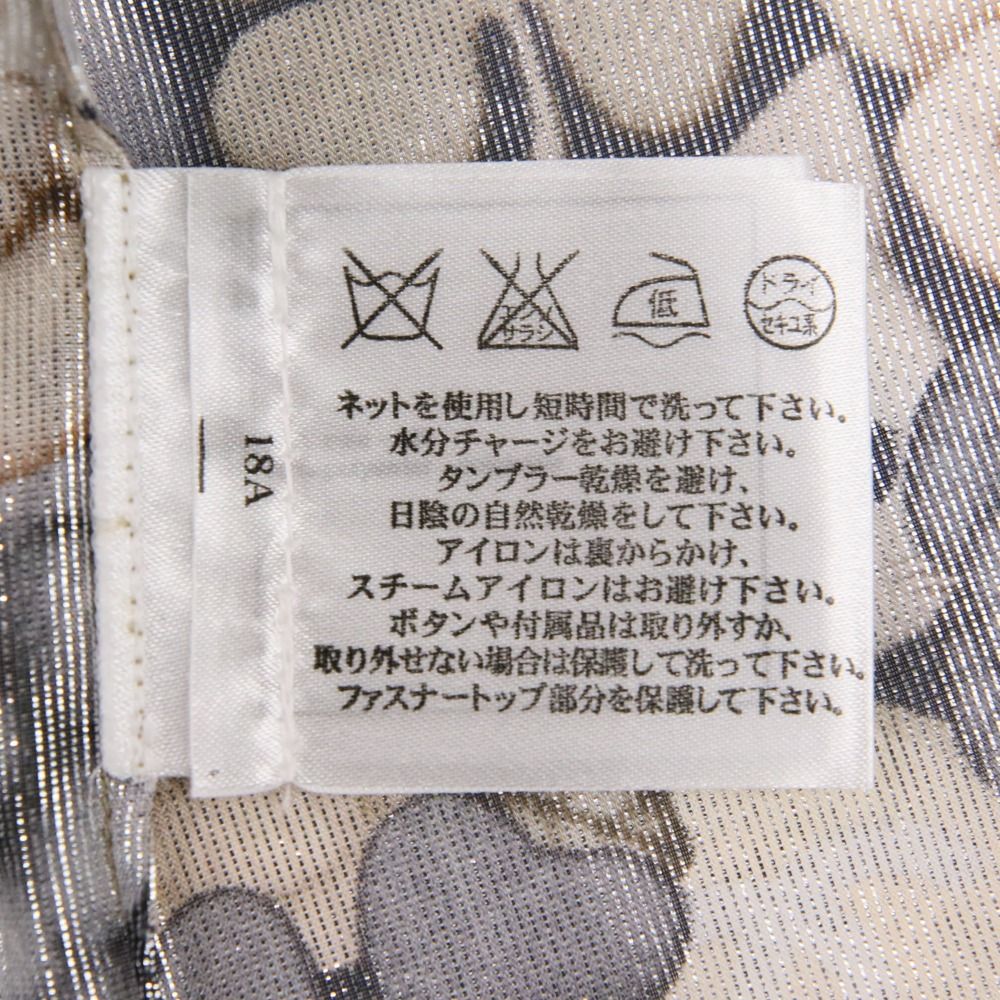 エンソ
サラシ
低
ドライ
セキユ系
ネットを使用し短時間で洗って下さい。
水分チャージをお避け下さい。
タンブラー乾燥を避け、
日陰の自然乾燥をして下さい。
アイロンは裏からかけ、
スチームアイロンはお避け下さい。
ボタンや付属品は取り外すか、
取り外せない場合は保護して洗って下さい。
ファスナートップ部分を保護して下さい。
18A